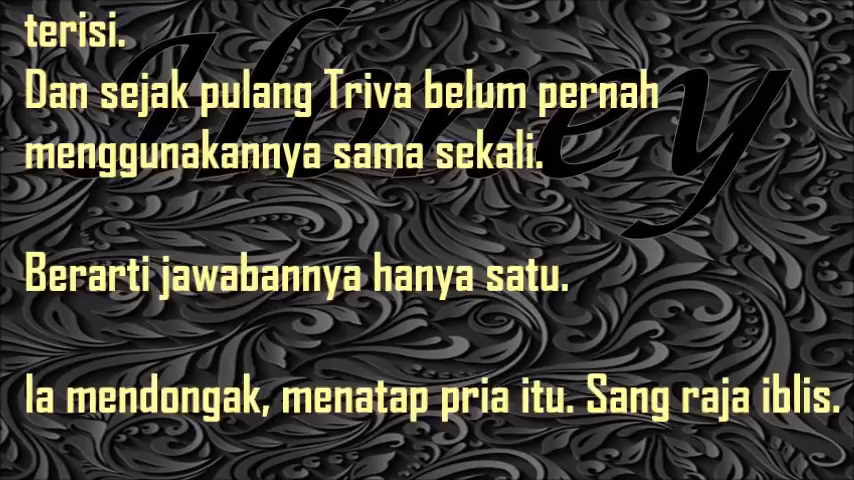 Honey
terisi.
Dan sejak pulang Triva belum pernah
menggunakannya sama sekali.
Berarti jawabannya hanya satu.
Ia mendongak, menatap pria itu. Sang raja iblis.